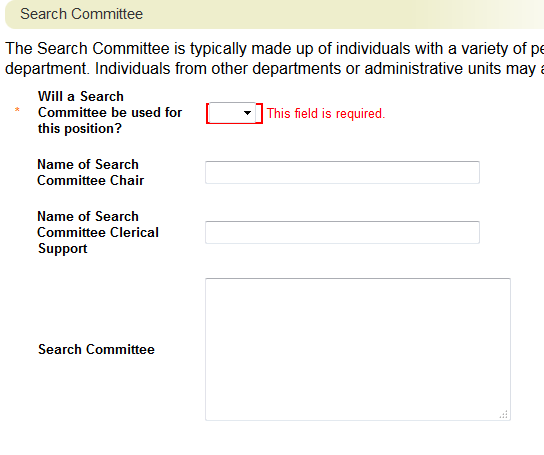 Search Committee
The Search Committee is typically made up of individuals with a variety of
department. Individuals from other departments or administrative units may
Will a Search
* Committee be used for
this position?
This field is required.
Name of Search
Committee Chair
Name of Search
Committee Clerical
Support
Search Committee